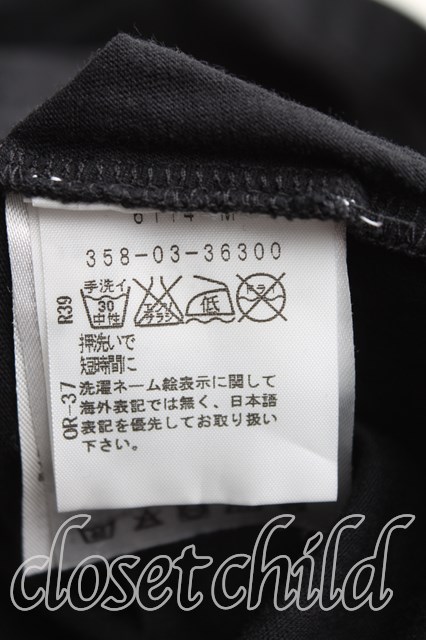 358-03-36300
R39
手洗イ
30
中性
エンソ
サラシ
低
ドライ
押洗いで
短時間に
OR-37
洗濯ネーム絵表示に関して
海外表記では無く、日本語
表記を優先してお取り扱い
下さい。
closet child